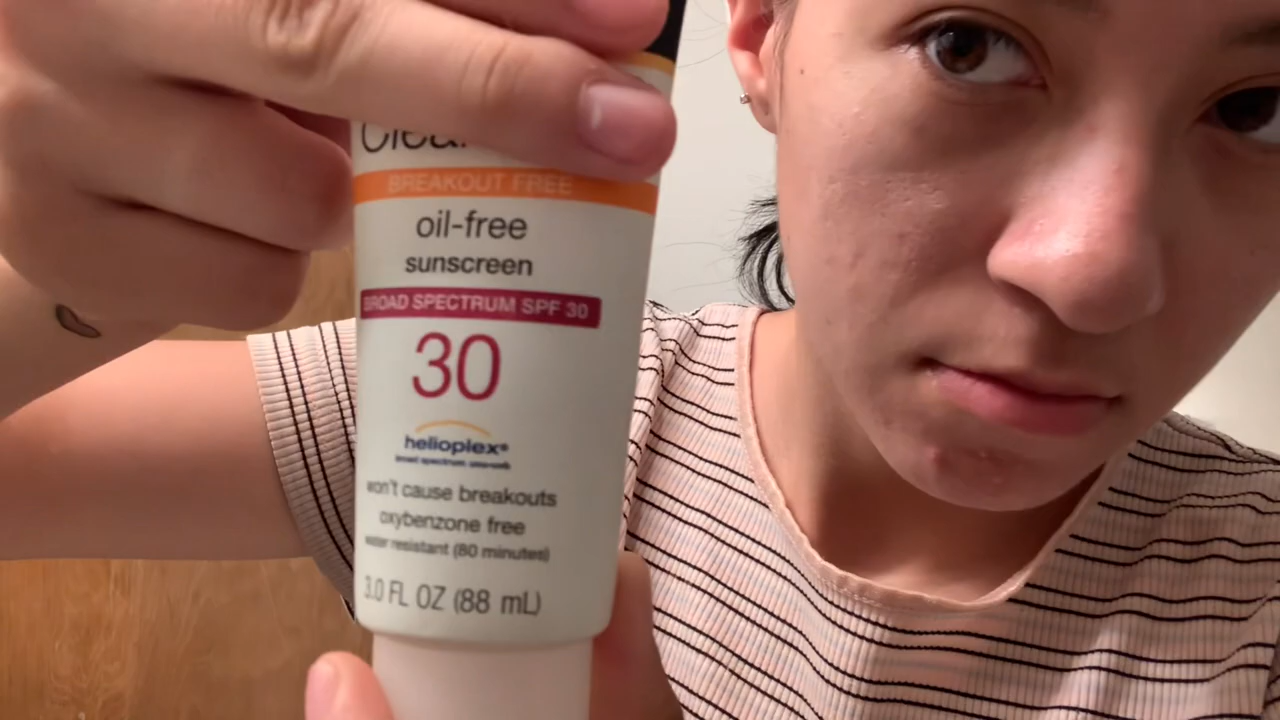 Clea
BREAKOUT FREE
oil-free
sunscreen
BROAD SPECTRUM SPF 30
30
helioplex®
won't cause breakouts
oxybenzone free
water resistant (80 minutes)
3.0 FL OZ (88 mL)